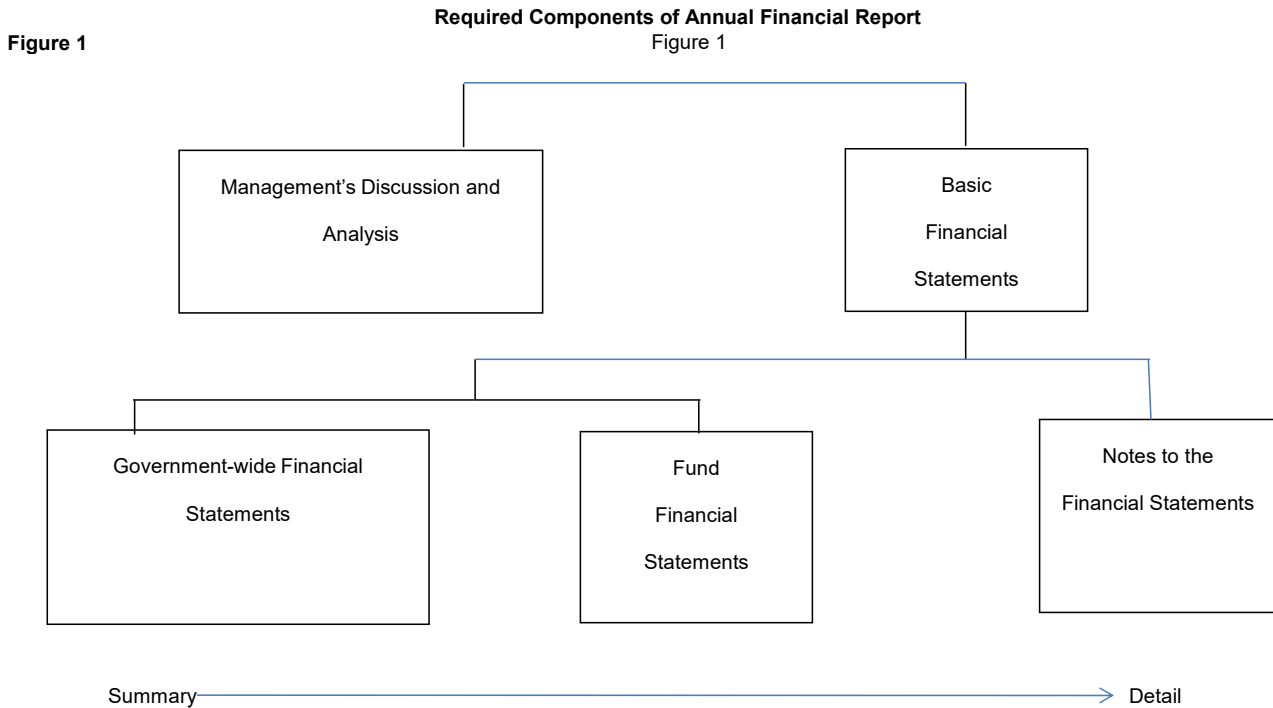 Required Components of Annual Financial Report
Figure 1
Figure 1
Management’s Discussion and
Analysis
Basic
Financial
Statements
Government-wide Financial
Statements
Fund
Financial
Statements
Notes to the
Financial Statements
Summary
Detail